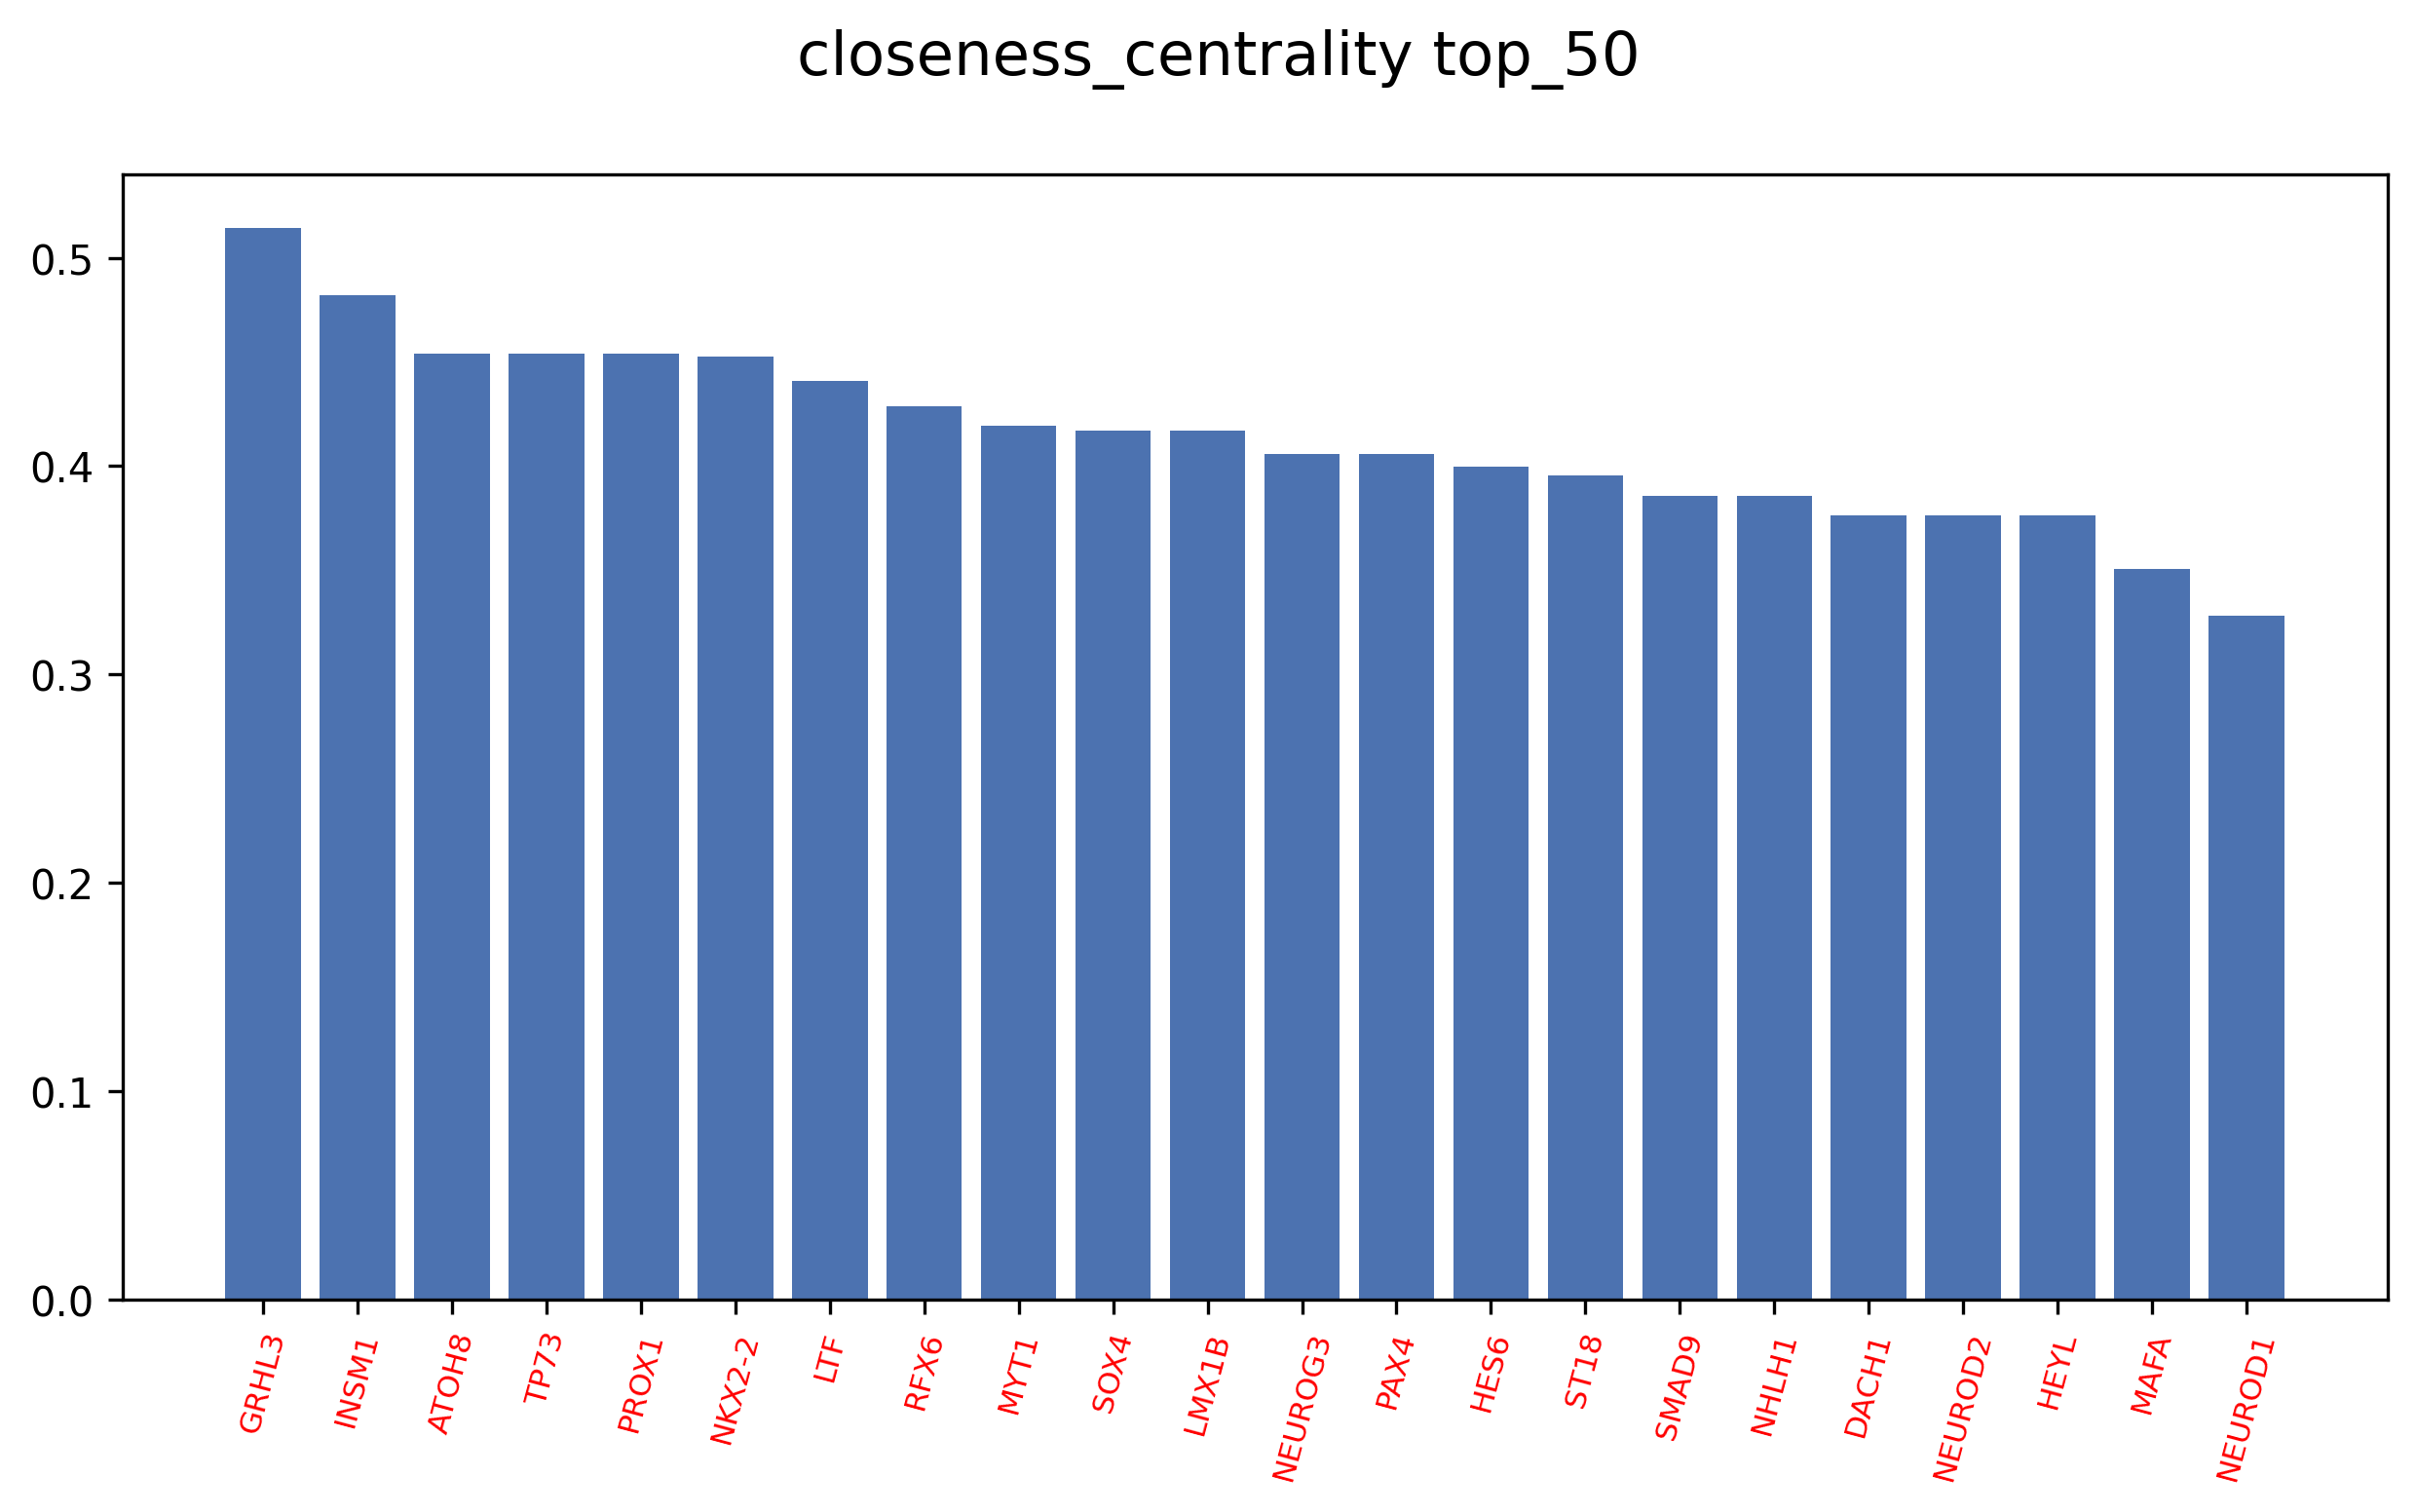 closeness_centrality top_50
0.5
0.4
0.3
0.2
0.1
0.0
GRHL3
INSM1
ATOH8
TP73
PROX1
NKX2-2
LTF
RFX6
MYT1
SOX4
LMX1B
NEUROG3
PAX4
HES6
ST18
SMAD9
NHLH1
DACH1
NEUROD2
HEYL
MAFA
NEUROD1